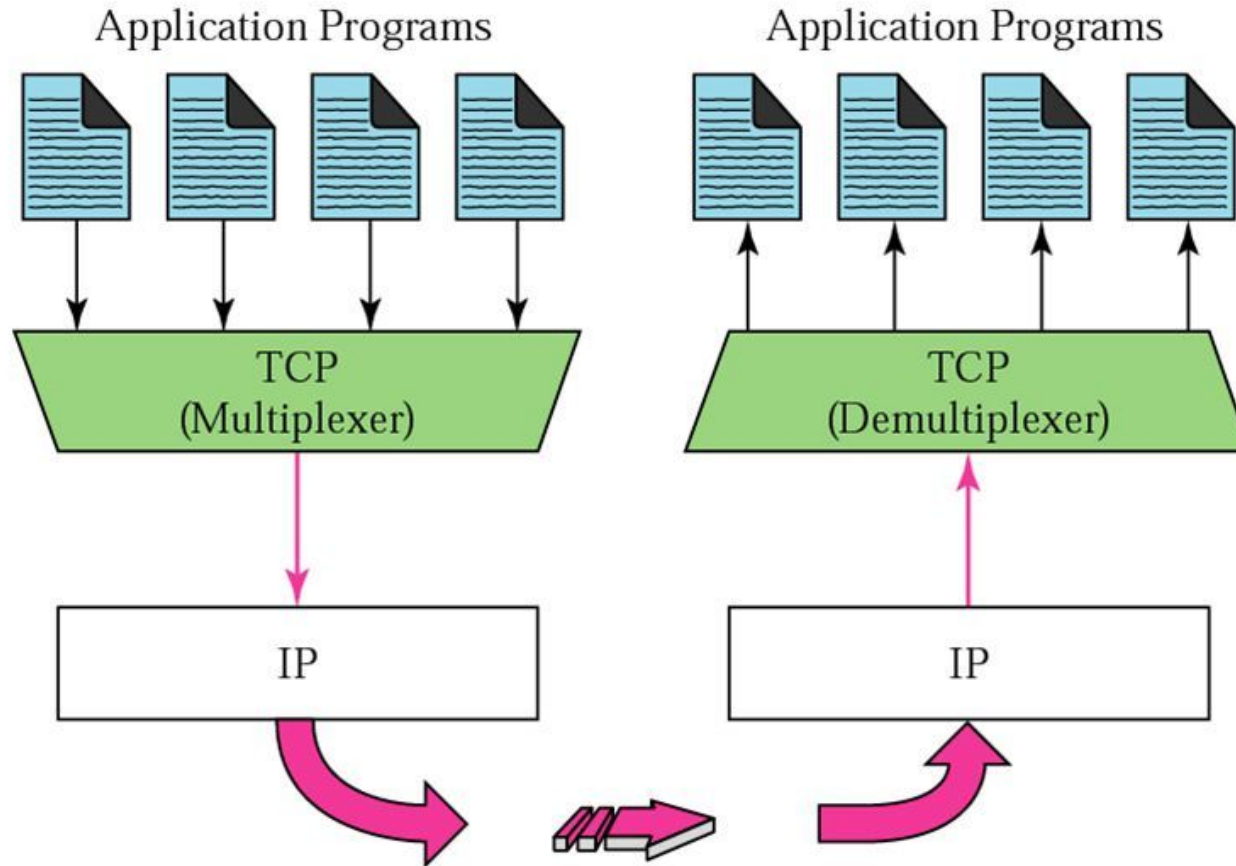 Application Programs
Application Programs
TCP
(Multiplexer)
TCP
(Demultiplexer)
IP
IP